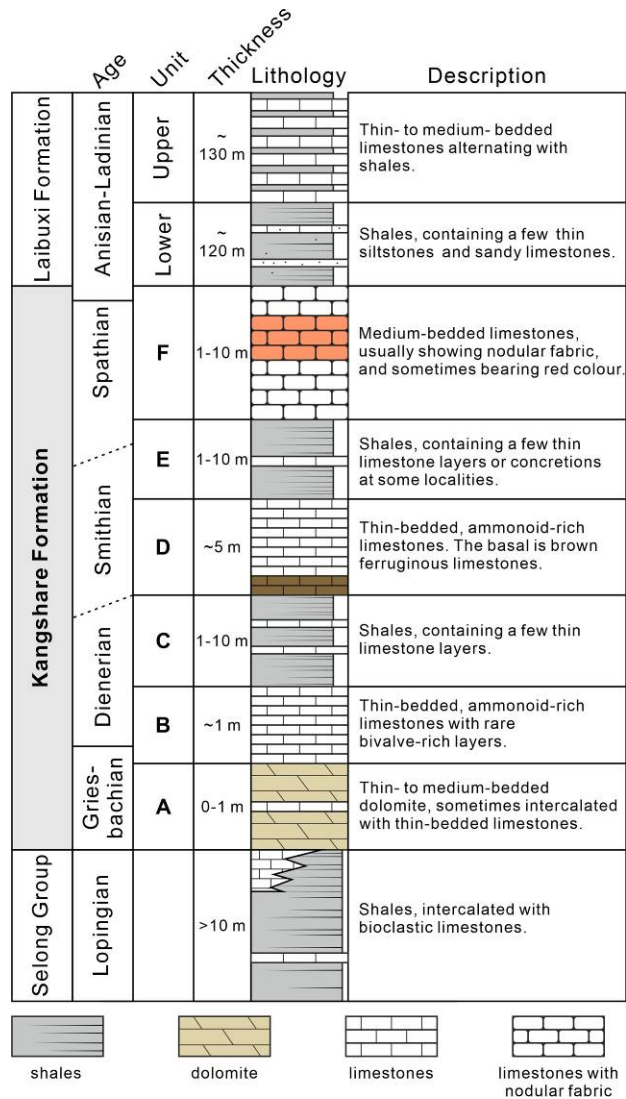 Age
Unit
Thickness
Lithology
Description
Laibuxi Formation
Anisian-Ladinian
Upper
~
130 m
Thin- to medium- bedded
limestones alternating with
shales.
Lower
~
120 m
Shales, containing a few thin
siltstones and sandy limestones.
Kangshare Formation
Spathian
F
1-10 m
Medium-bedded limestones,
usually showing nodular fabric,
and sometimes bearing red colour.
E
1-10 m
Shales, containing a few thin
limestone layers or concretions
at some localities.
Smithian
D
~5 m
Thin-bedded, ammonoid-rich
limestones. The basal is brown
ferruginous limestones.
Dienerian
C
1-10 m
Shales, containing a few thin
limestone layers.
B
~1 m
Thin-bedded, ammonoid-rich
limestones with rare
bivalve-rich layers.
Gries-
bachian
A
0-1 m
Thin- to medium-bedded
dolomite, sometimes intercalated
with thin-bedded limestones.
Selong Group
Lopingian
>10 m
Shales, intercalated with
bioclastic limestones.
shales
dolomite
limestones
limestones with
nodular fabric